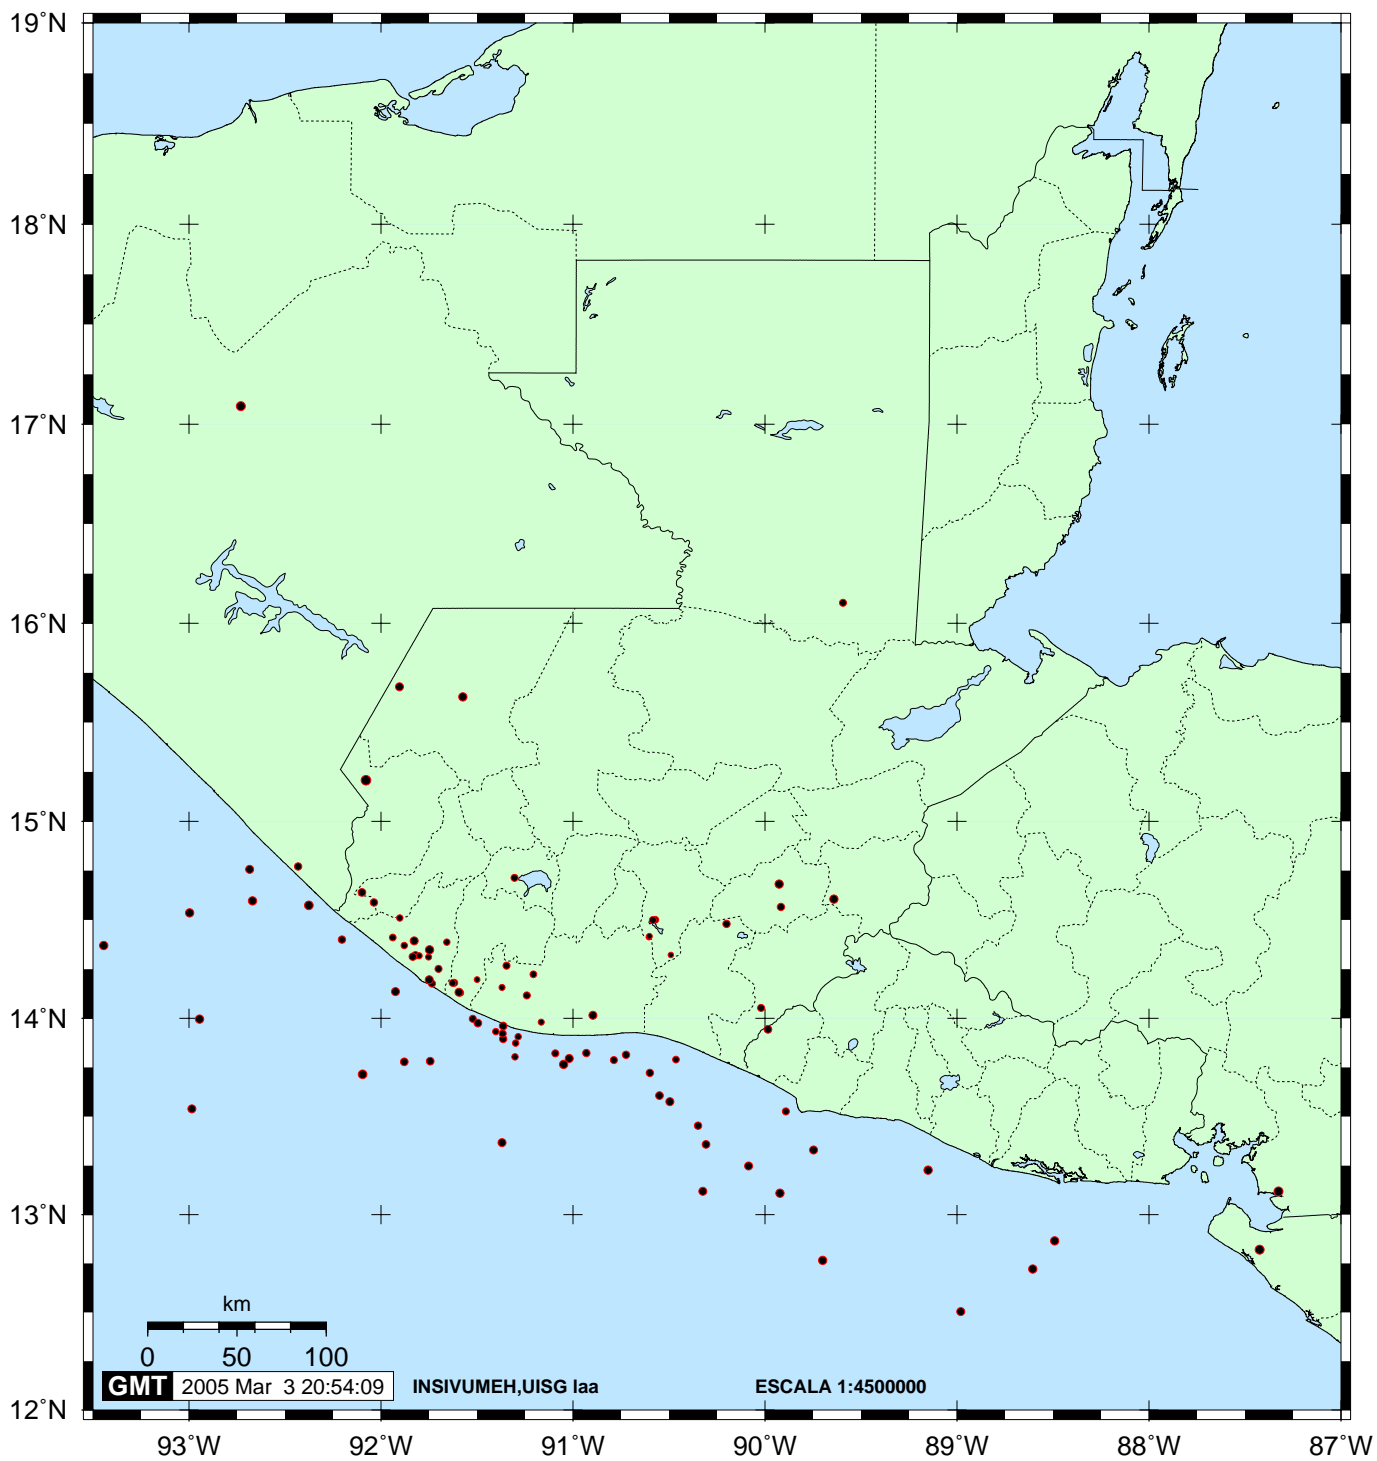 19°N
18°N
17°N
16°N
15°N
14°N
13°N
12°N
km
0 50 100
GMT 2005 Mar 3 20:54:09 INSIVUMEH,UISG laa ESCALA 1:4500000
93°W 92°W 91°W 90°W 89°W 88°W 87°W